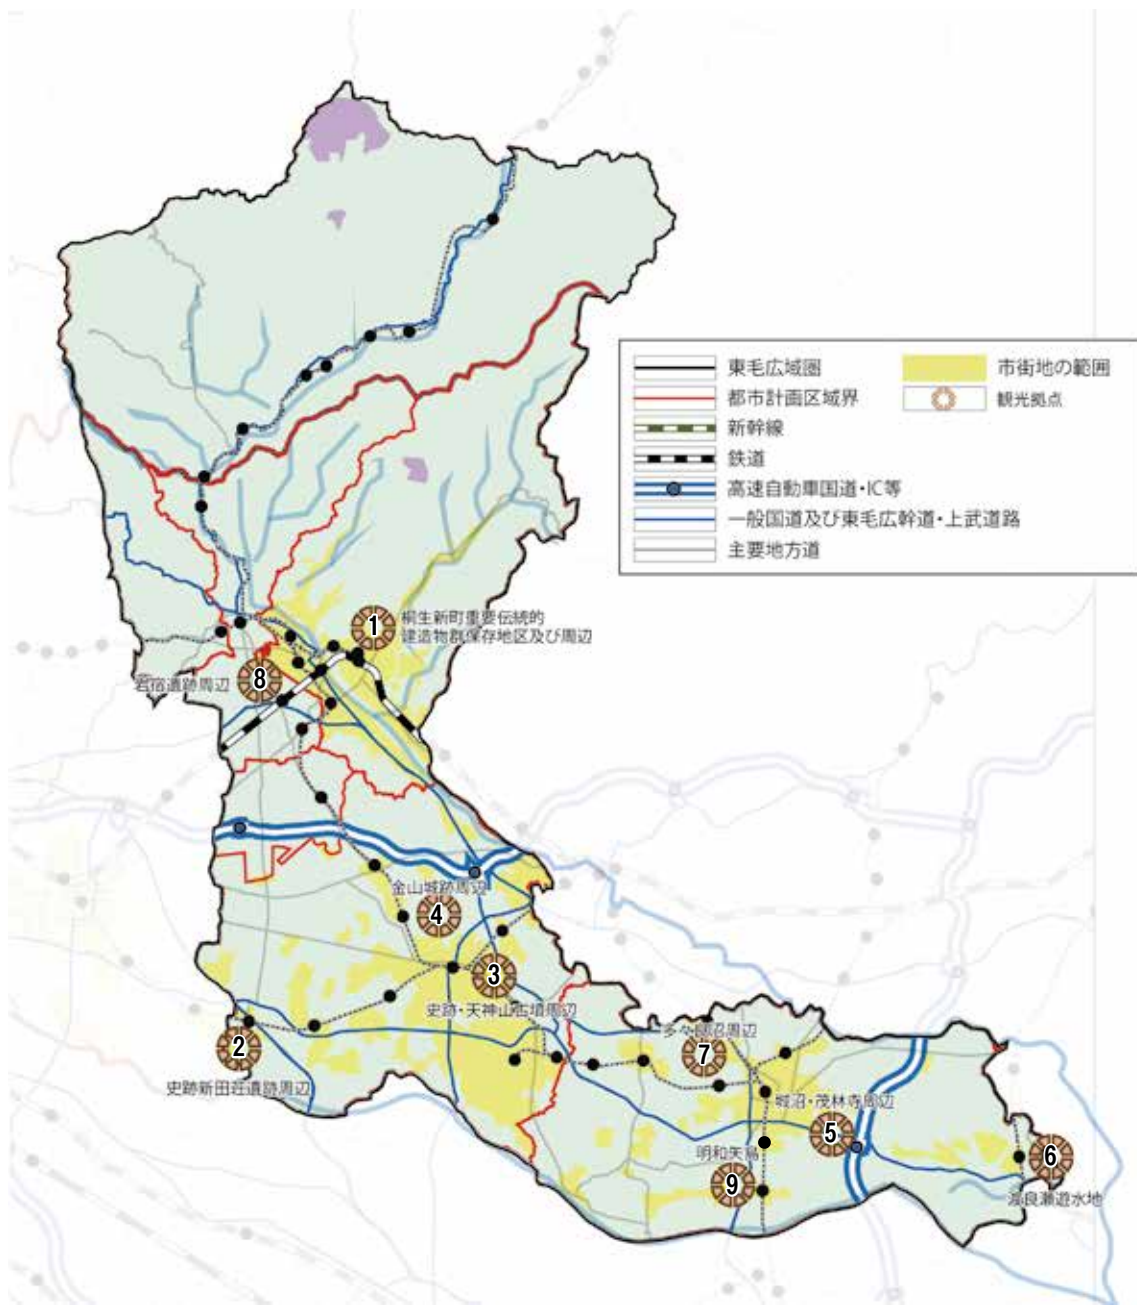 東毛広域圏
都市計画区域界
新幹線
鉄道
高速自動車国道・IC等
一般国道及び東毛広幹道・上武道路
主要地方道
市街地の範囲
観光拠点
1
桐生新町重要伝統的
建造物群保存地区及び周辺
8
岩宿遺跡周辺
金山城跡周辺
4
3
史跡・天神山古墳周辺
2
史跡新田荘遺跡周辺
多々良沼周辺
7
城沼・茂林寺周辺
5
明和矢島
9
6
渡良瀬遊水地